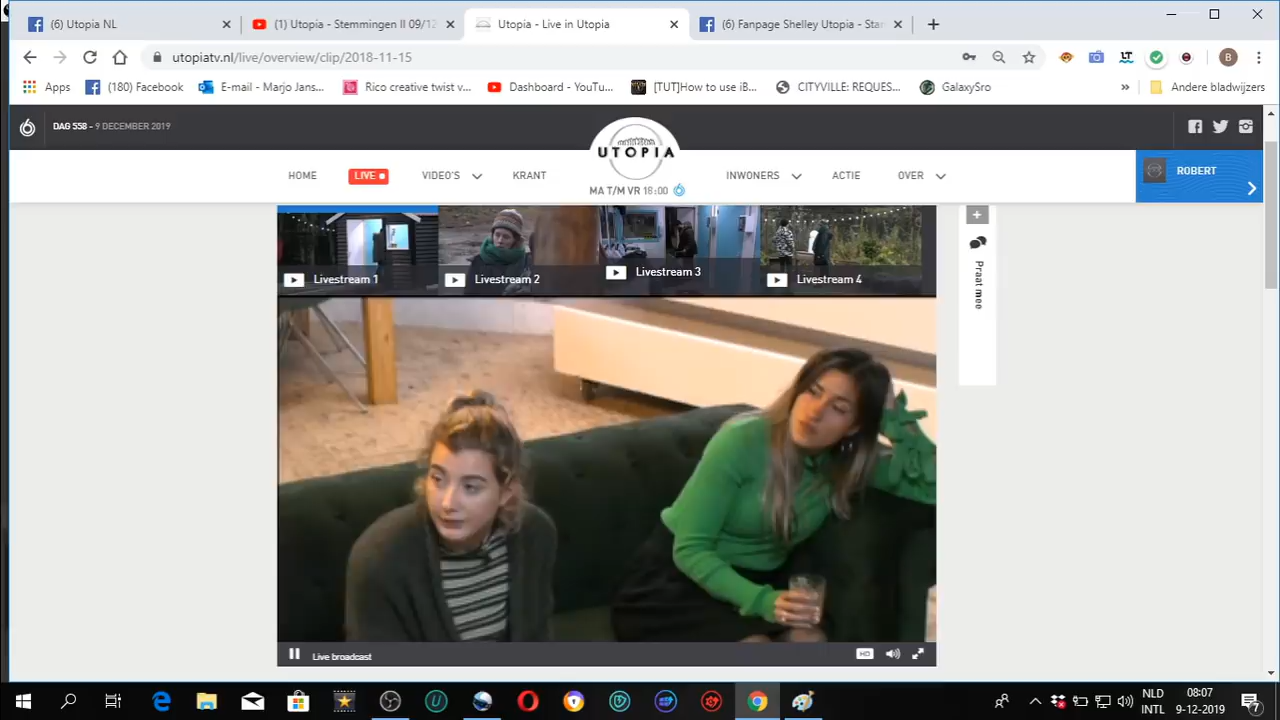 (6) Utopia NL
(1) Utopia - Stemmingen II 09/12
Utopia - Live in Utopia
(6) Fanpage Shelley Utopia - Star
utopiatv.nl/live/overview/clip/2018-11-15
LT
B
Apps
(180) Facebook
E-mail - Marjo Jans...
Rico creative twist v...
Dashboard - YouTu...
[TUT]How to use iB...
CITYVILLE: REQUES...
GalaxySro
»
Andere bladwijzers
6
DAG 558 - 9 DECEMBER 2019
UTOPIA
HOME
LIVE
VIDEO'S
KRANT
MA T/M VR 18:00 6
INWONERS
ACTIE
OVER
ROBERT
Livestream 1
Livestream 2
Livestream 3
Livestream 4
+
Praat mee
Live broadcast
HD
NLD
INTL
08:07
9-12-2019
7